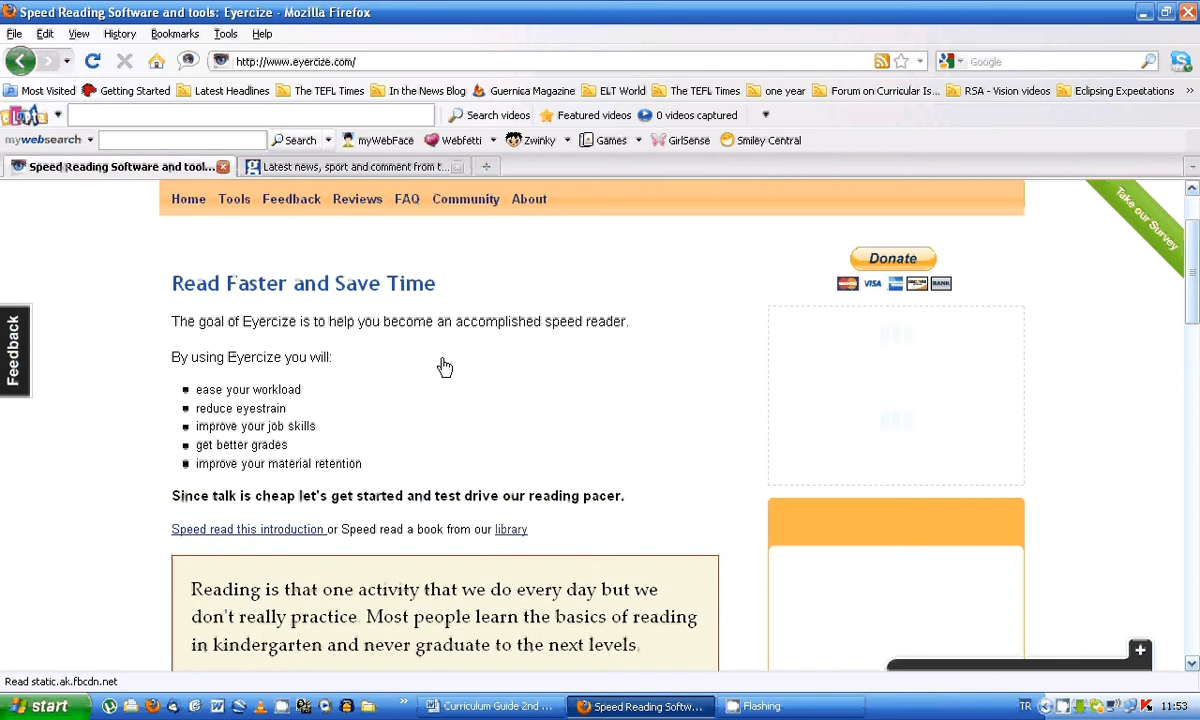 Speed Reading Software and tools: Eyercize - Mozilla Firefox
File Edit View History Bookmarks Tools Help
http://www.eyercize.com/
Google
Most Visited Getting Started Latest Headlines The TEFL Times In the News Blog Guernica Magazine ELT World The TEFL Times one year Forum on Curricular Is... RSA - Vision videos Eclipsing Expectations »
Search videos Featured videos 0 videos captured
mywebsearch Search myWebFace Webfetti Zwinky Games GirlSense Smiley Central
Speed Reading Software and tool... Latest news, sport and comment from t...
Home Tools Feedback Reviews FAQ Community About
Take our Survey
Donate
VISA BANK
Read Faster and Save Time
The goal of Eyercize is to help you become an accomplished speed reader.
Feedback
By using Eyercize you will:
ease your workload
reduce eyestrain
improve your job skills
get better grades
improve your material retention
Since talk is cheap let's get started and test drive our reading pacer.
Speed read this introduction or Speed read a book from our library
Reading is that one activity that we do every day but we
don't really practice. Most people learn the basics of reading
in kindergarten and never graduate to the next levels,
Read static.ak.fbcdn.net
start » Curriculum Guide 2nd ... Speed Reading Softw... Flashing TR 11:53